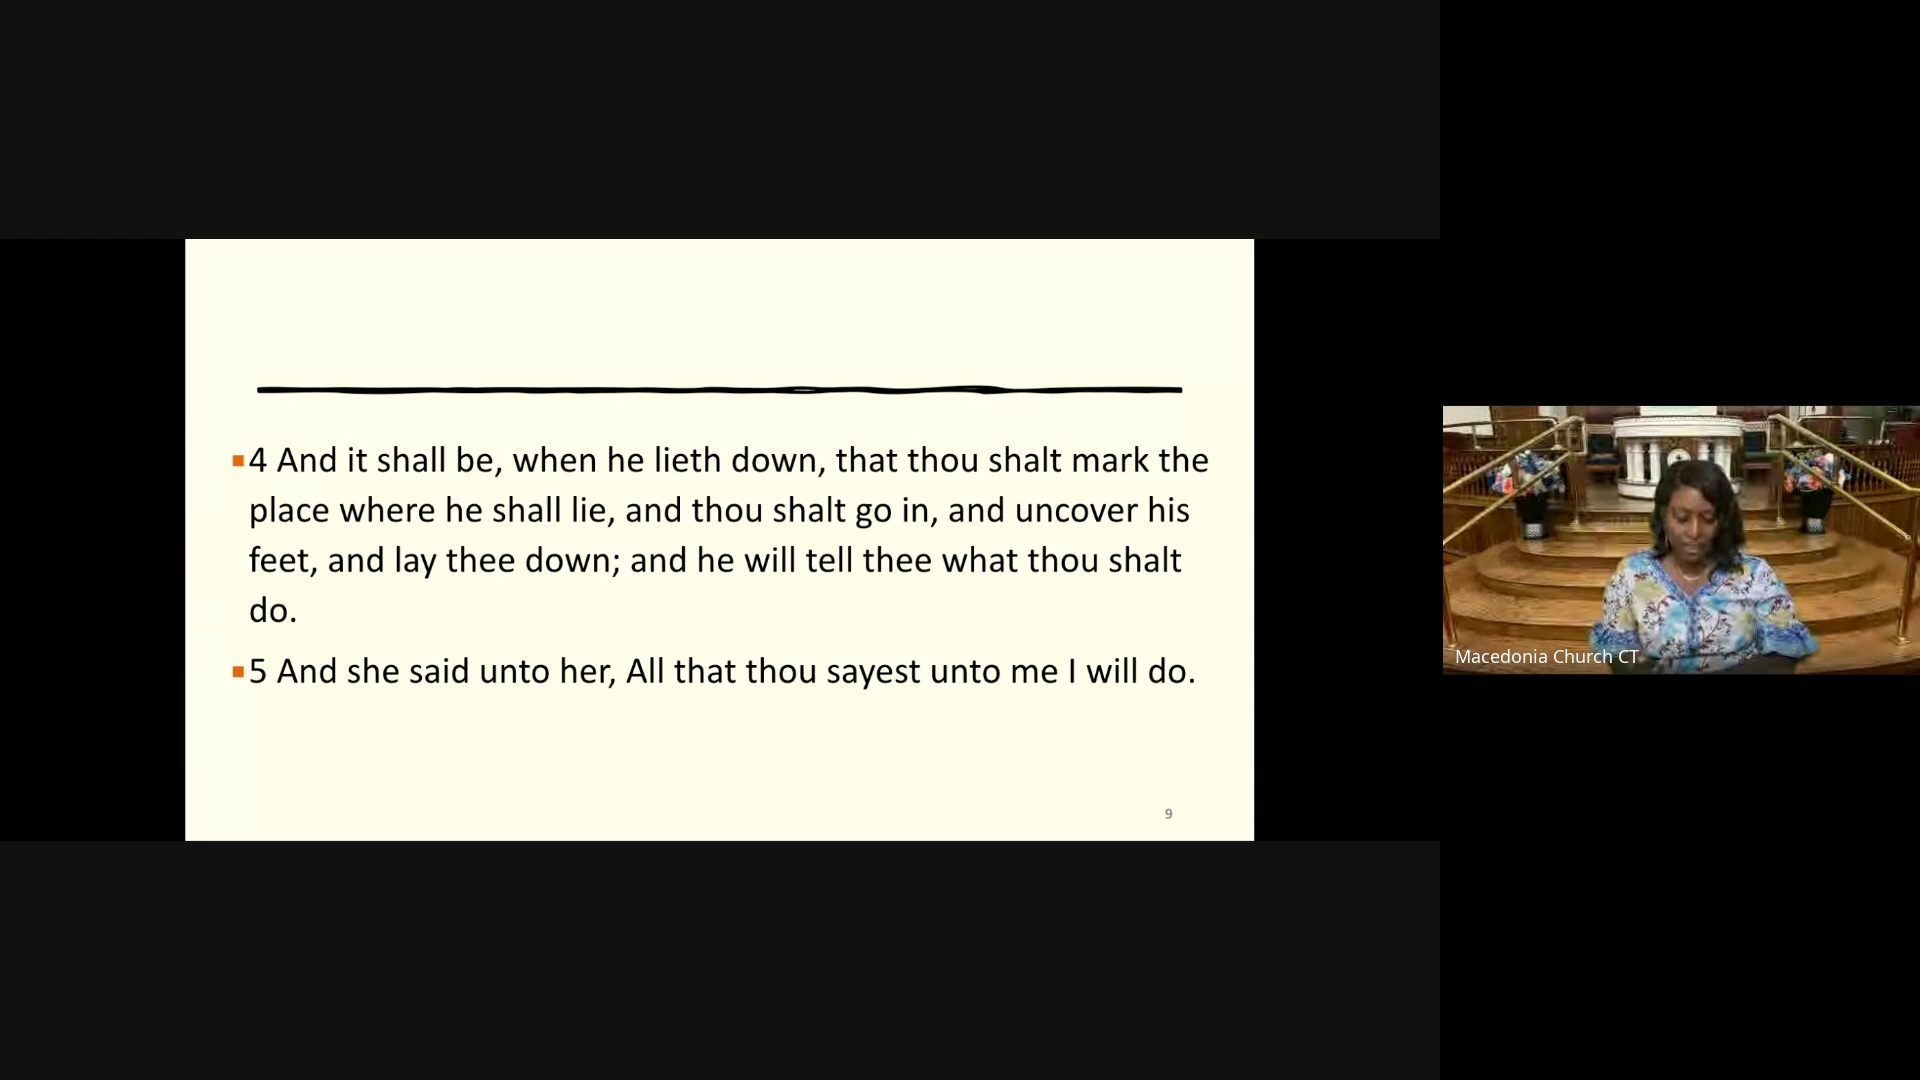 4 And it shall be, when he lieth down, that thou shalt mark the
place where he shall lie, and thou shalt go in, and uncover his
feet, and lay thee down; and he will tell thee what thou shalt
do.
5 And she said unto her, All that thou sayest unto me I will do.
9
Macedonia Church CT